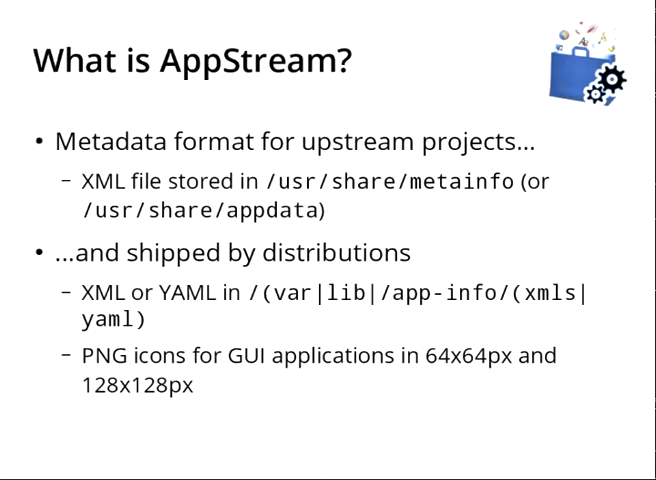 What is AppStream?
• Metadata format for upstream projects...
– XML file stored in /usr/share/metainfo (or
/usr/share/appdata)
• ...and shipped by distributions
– XML or YAML in /(var|lib|/app-info/(xmls|
yaml)
– PNG icons for GUI applications in 64x64px and
128x128px